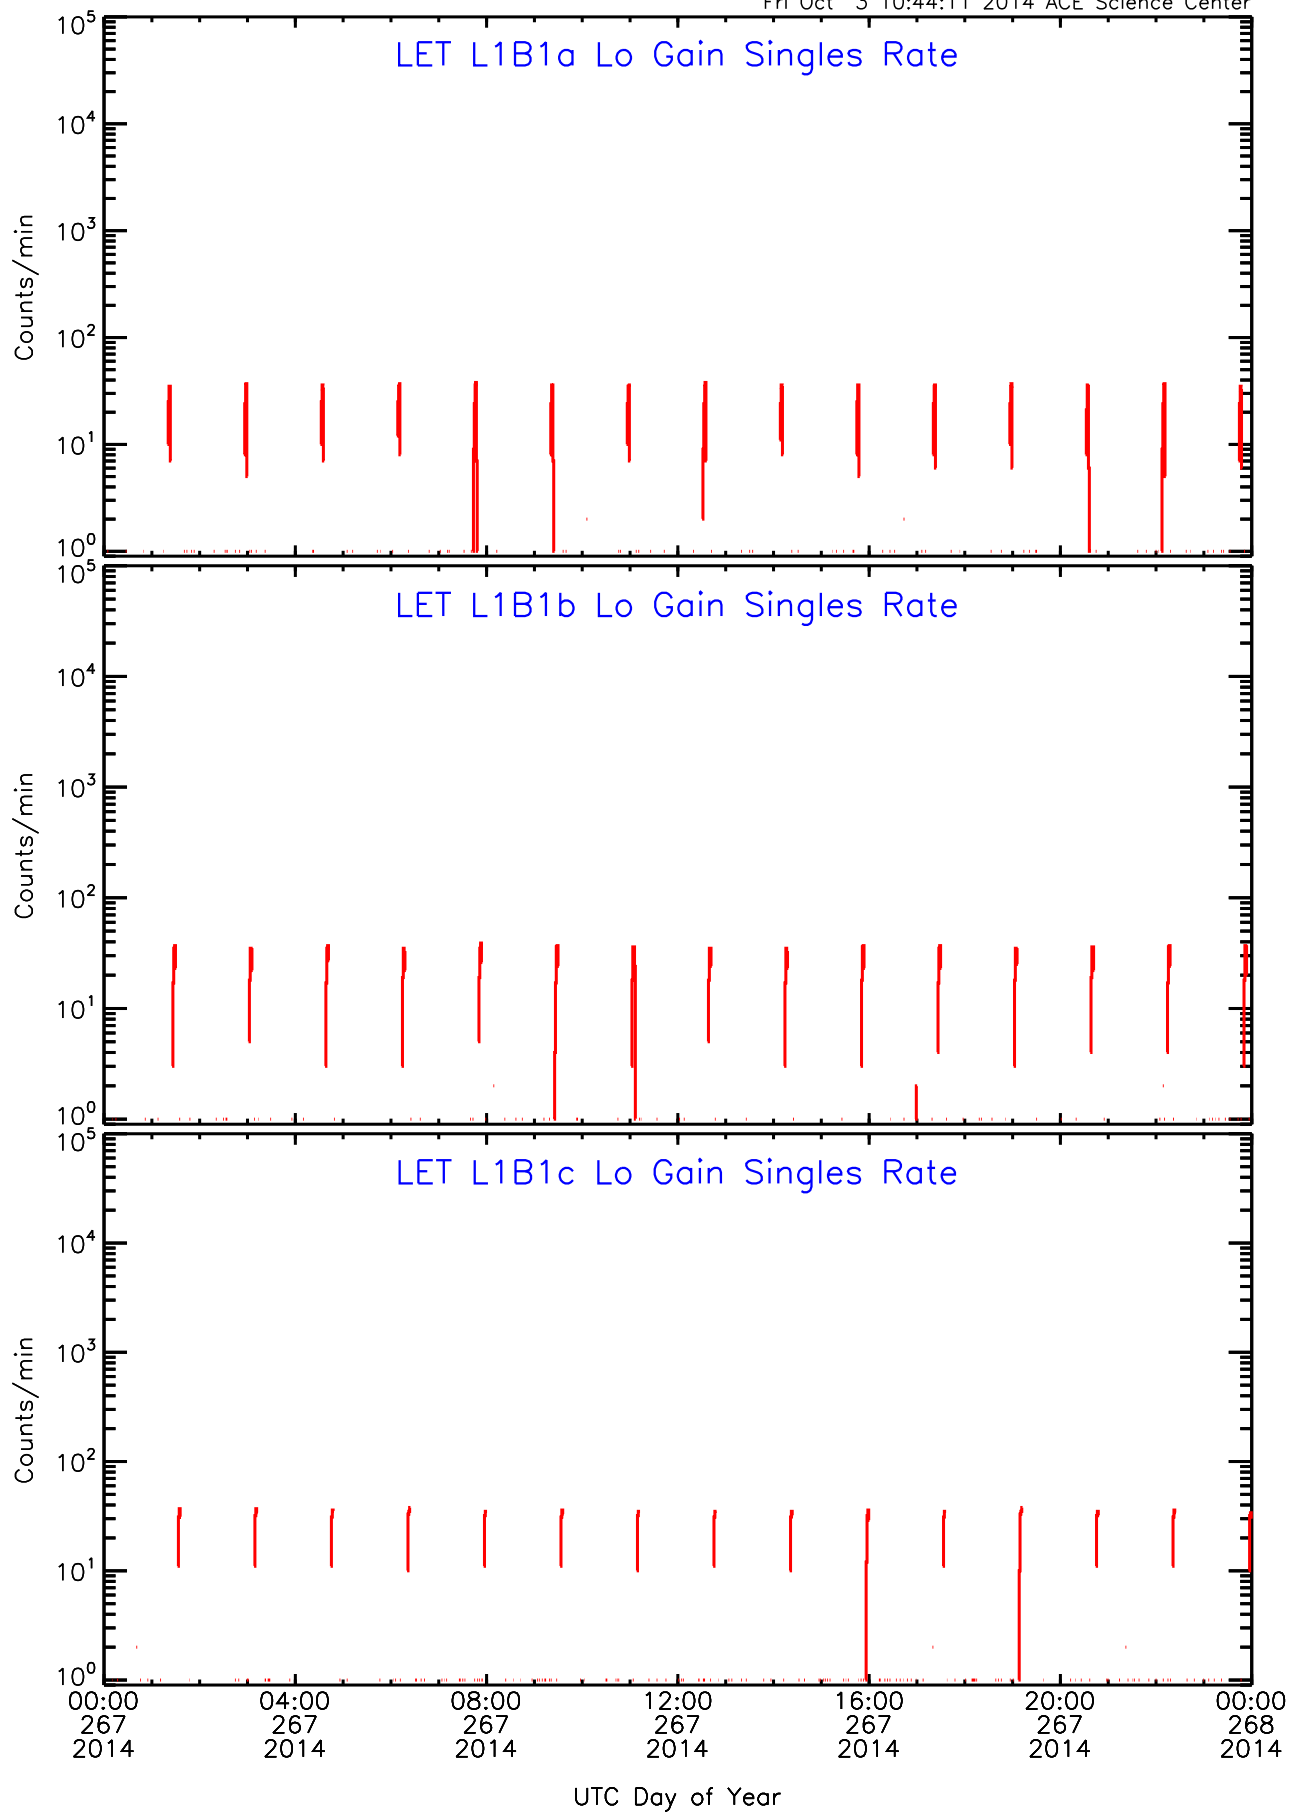 Fri Oct 3 10:44:11 2014 ACE Science Center
LET L1B1a Lo Gain Singles Rate
10^5
10^4
10^3
10^2
10^1
10^0
Counts/min
LET L1B1b Lo Gain Singles Rate
10^5
10^4
10^3
10^2
10^1
10^0
Counts/min
LET L1B1c Lo Gain Singles Rate
10^5
10^4
10^3
10^2
10^1
10^0
Counts/min
00:00 04:00 08:00 12:00 16:00 20:00 00:00
267 267 267 267 267 267 268
2014 2014 2014 2014 2014 2014 2014
UTC Day of Year